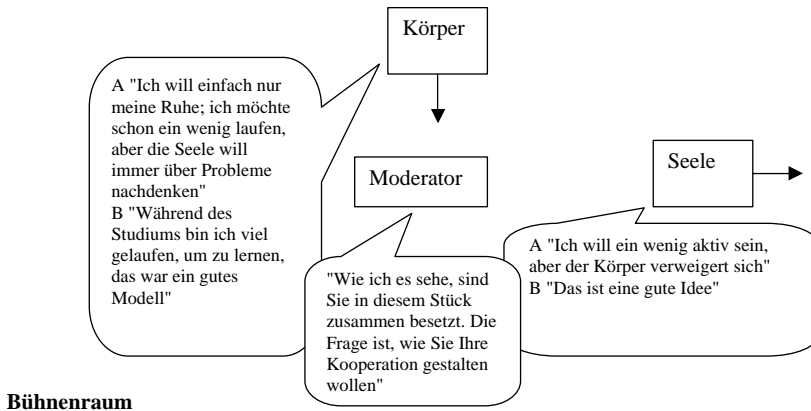 Körper
A "Ich will einfach nur
meine Ruhe; ich möchte
schon ein wenig laufen,
aber die Seele will
immer über Probleme
nachdenken"
B "Während des
Studiums bin ich viel
gelaufen, um zu lernen,
das war ein gutes
Modell"
Moderator
Seele
"Wie ich es sehe, sind
Sie in diesem Stück
zusammen besetzt. Die
Frage ist, wie Sie Ihre
Kooperation gestalten
wollen"
A "Ich will ein wenig aktiv sein,
aber der Körper verweigert sich"
B "Das ist eine gute Idee"
Bühnenraum